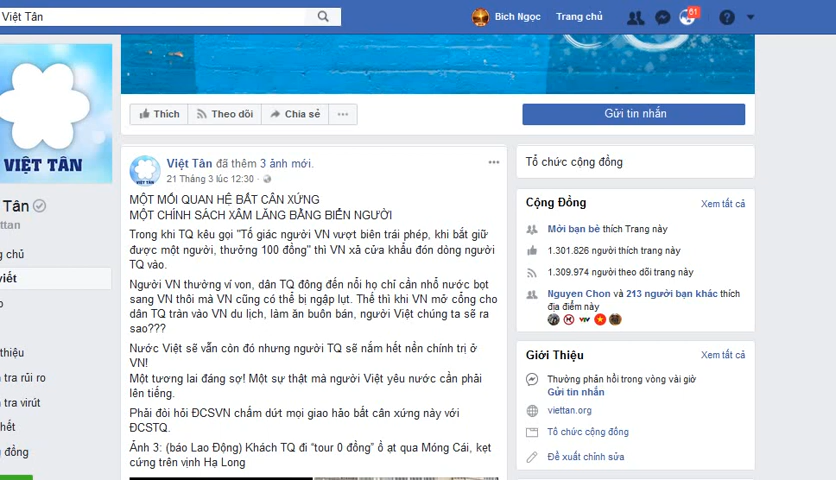 Việt Tân
Bich Ngọc
Trang chủ
61
VIỆT TÂN
Tân
ttan
g chủ
viết
thiệu
tra rủi ro
tra virút
hết
đồng
Thích
Theo dõi
Chia sẻ
Gửi tin nhắn
Việt Tân đã thêm 3 ảnh mới.
21 Tháng 3 lúc 12:30 ·
MỘT MỐI QUAN HỆ BẤT CÂN XỨNG
MỘT CHÍNH SÁCH XÂM LĂNG BẰNG BIỂN NGƯỜI
Trong khi TQ kêu gọi "Tố giác người VN vượt biên trái phép, khi bắt giữ
được một người, thưởng 100 đồng" thì VN xả cửa khẩu đón dòng người
TQ vào.
Người VN thường ví von, dân TQ đông đến nỗi họ chỉ cần nhổ nước bọt
sang VN thôi mà VN cũng có thể bị ngập lụt. Thế thì khi VN mở cổng cho
dân TQ tràn vào VN du lịch, làm ăn buôn bán, người Việt chúng ta sẽ ra
sao???
Nước Việt sẽ vẫn còn đó nhưng người TQ sẽ nắm hết nền chính trị ở
VN!
Một tương lai đáng sợ! Một sự thật mà người Việt yêu nước cần phải
lên tiếng.
Phải đòi hỏi ĐCSVN chấm dứt mọi giao hảo bất cân xứng này với
ĐCSTQ.
Ảnh 3: (báo Lao Động) Khách TQ đi "tour 0 đồng" ồ ạt qua Móng Cái, kẹt
cứng trên vịnh Hạ Long
Tổ chức cộng đồng
Cộng Đồng
Xem tất cả
Mời bạn bè thích Trang này
1.301.826 người thích trang này
1.309.974 người theo dõi trang này
Nguyen Chon và 213 người bạn khác thích
địa điểm này
Giới Thiệu
Xem tất cả
Thường phản hồi trong vòng vài giờ
Gửi tin nhắn
viettan.org
Tổ chức cộng đồng
Đề xuất chỉnh sửa